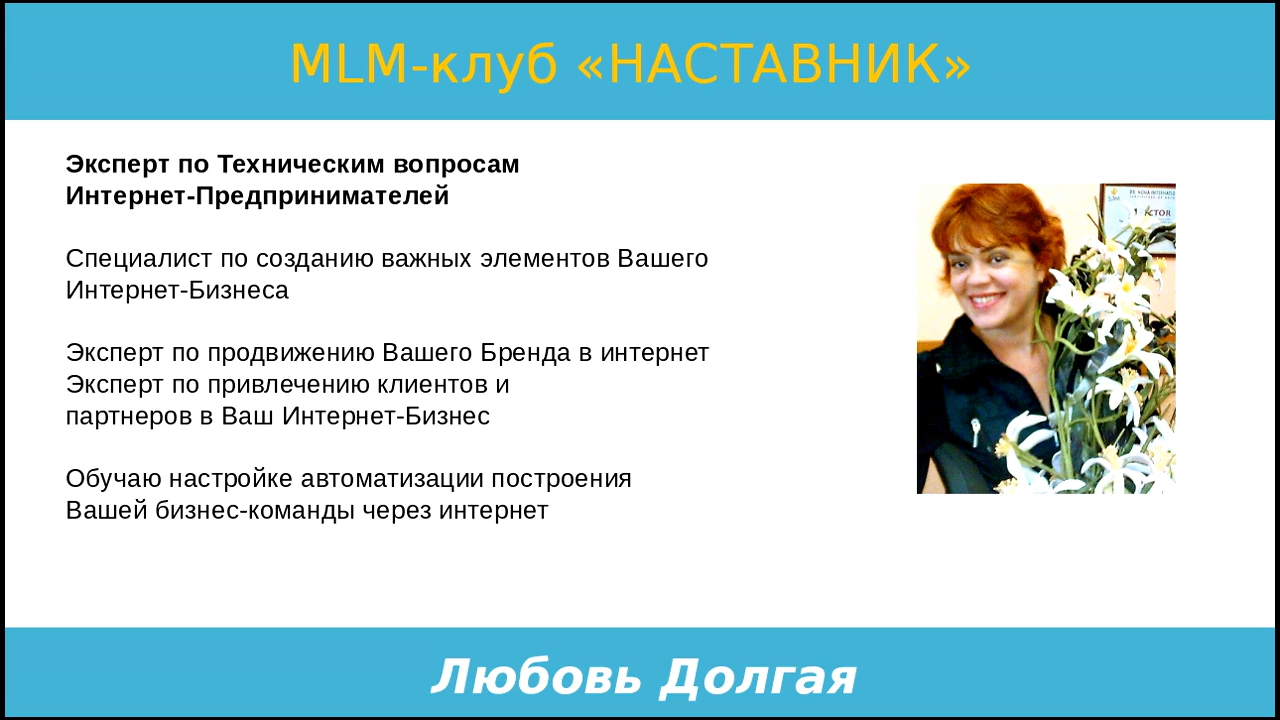 MLM-клуб «НАСТАВНИК»
Эксперт по Техническим вопросам
Интернет-Предпринимателей
Специалист по созданию важных элементов Вашего
Интернет-Бизнеса
Эксперт по продвижению Вашего Бренда в интернет
Эксперт по привлечению клиентов и
партнеров в Ваш Интернет-Бизнес
Обучаю настройке автоматизации построения
Вашей бизнес-команды через интернет
Любовь Долгая